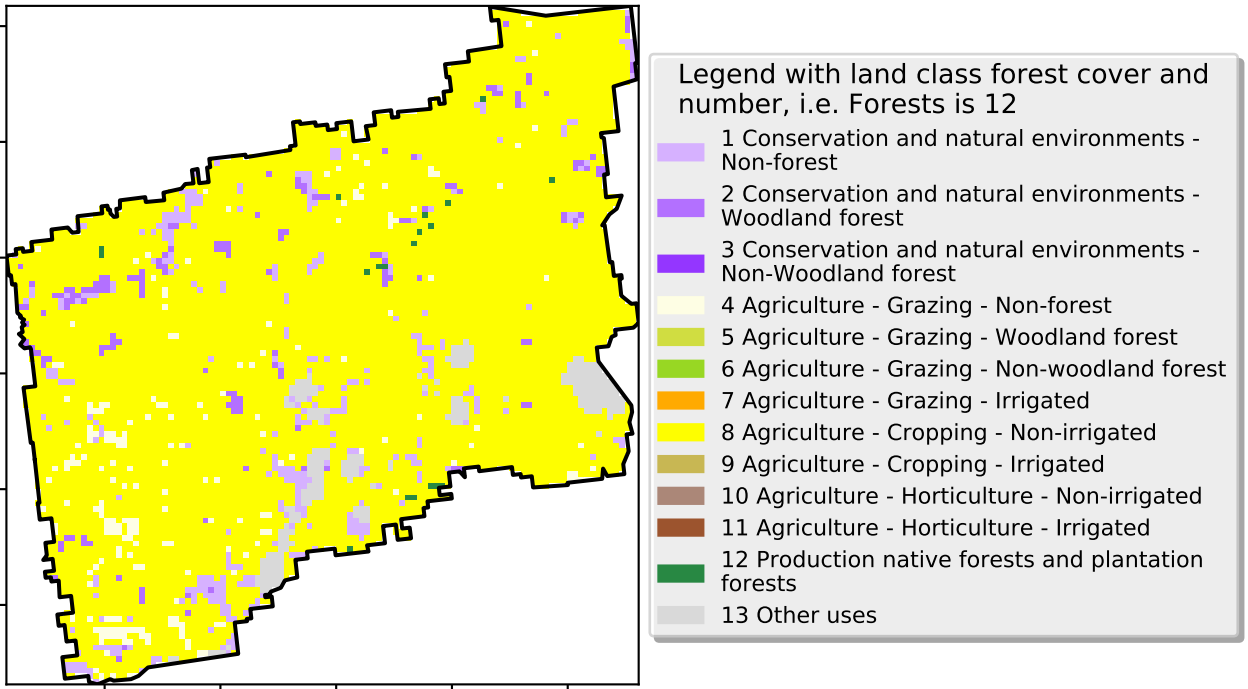 Legend with land class forest cover and
number, i.e. Forests is 12
1 Conservation and natural environments -
Non-forest
2 Conservation and natural environments -
Woodland forest
3 Conservation and natural environments -
Non-Woodland forest
4 Agriculture - Grazing - Non-forest
5 Agriculture - Grazing - Woodland forest
6 Agriculture - Grazing - Non-woodland forest
7 Agriculture - Grazing - Irrigated
8 Agriculture - Cropping - Non-irrigated
9 Agriculture - Cropping - Irrigated
10 Agriculture - Horticulture - Non-irrigated
11 Agriculture - Horticulture - Irrigated
12 Production native forests and plantation
forests
13 Other uses